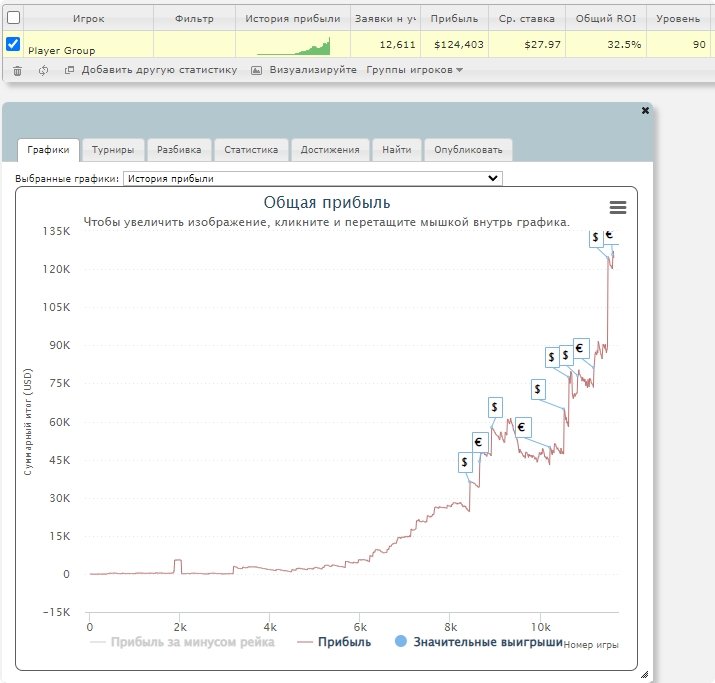 Игрок Фильтр История прибыли Заявки н уч Прибыль Ср. ставка Общий ROI Уровень
Player Group 12,611 $124,403 $27.97 32.5% 90
Добавить другую статистику Визуализируйте Группы игроков
Графики Турниры Разбивка Статистика Достижения Найти Опубликовать
Выбранные графики: История прибыли
Общая прибыль
Чтобы увеличить изображение, кликните и перетащите мышкой внутрь графика.
135K
120K
105K
90K
75K
60K
45K
30K
15K
0
-15K
Суммарный итог (USD)
$ €
$ $ €
$
$
€
€
$
0 2k 4k 6k 8k 10k
Прибыль за минусом рейка Прибыль Значительные выигрыши Номер игры